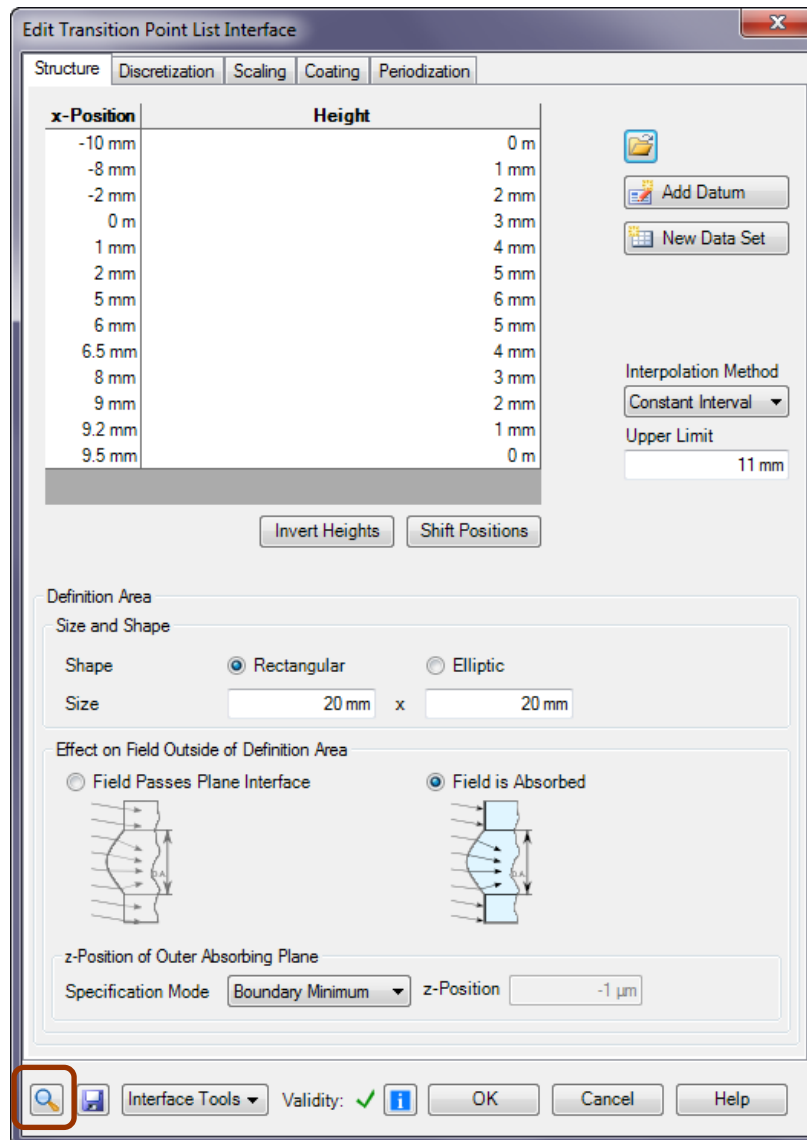 Edit Transition Point List Interface
x
Structure Discretization Scaling Coating Periodization
x-Position Height
-10 mm 0 m
-8 mm 1 mm
-2 mm 2 mm
0 m 3 mm
1 mm 4 mm
2 mm 5 mm
5 mm 6 mm
6 mm 5 mm
6.5 mm 4 mm
8 mm 3 mm
9 mm 2 mm
9.2 mm 1 mm
9.5 mm 0 m
Add Datum
New Data Set
Interpolation Method
Constant Interval
Upper Limit
11 mm
Invert Heights Shift Positions
Definition Area
Size and Shape
Shape Rectangular Elliptic
Size 20 mm x 20 mm
Effect on Field Outside of Definition Area
Field Passes Plane Interface Field is Absorbed
D.A. D.A.
z-Position of Outer Absorbing Plane
Specification Mode Boundary Minimum z-Position -1 µm
Interface Tools Validity: i OK Cancel Help